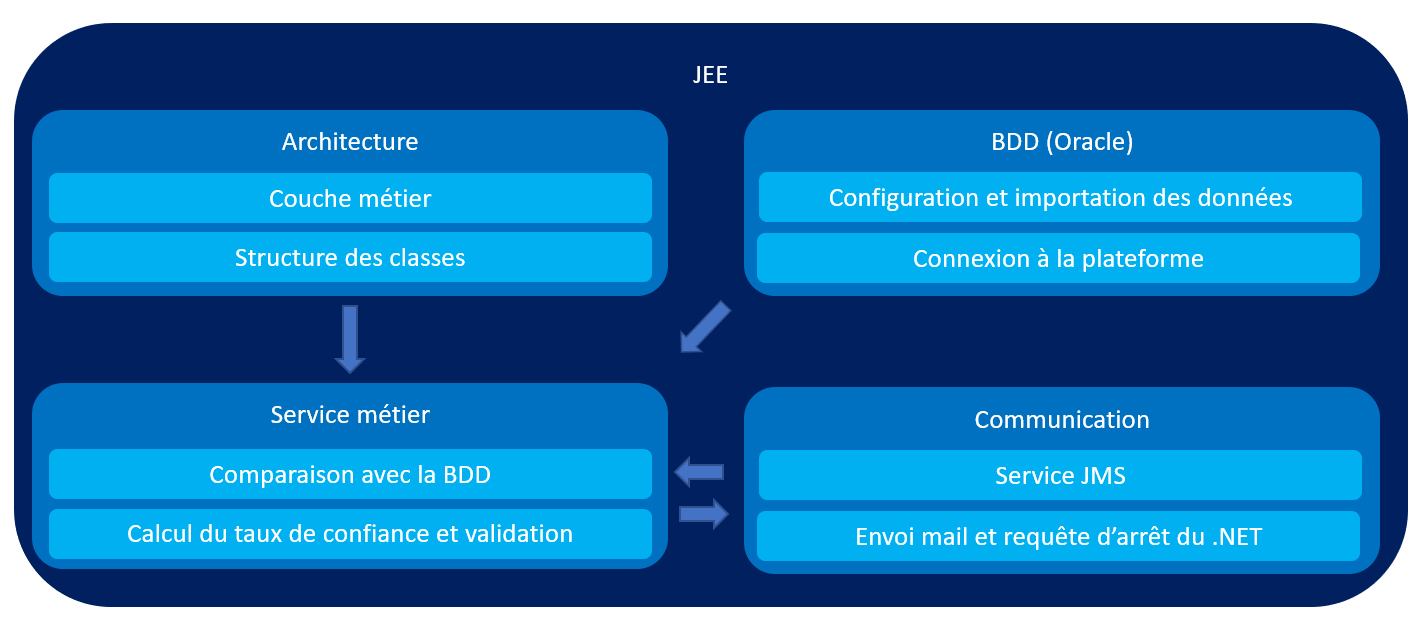 JEE
Architecture
Couche métier
Structure des classes
BDD (Oracle)
Configuration et importation des données
Connexion à la plateforme
Service métier
Comparaison avec la BDD
Calcul du taux de confiance et validation
Communication
Service JMS
Envoi mail et requête d’arrêt du .NET